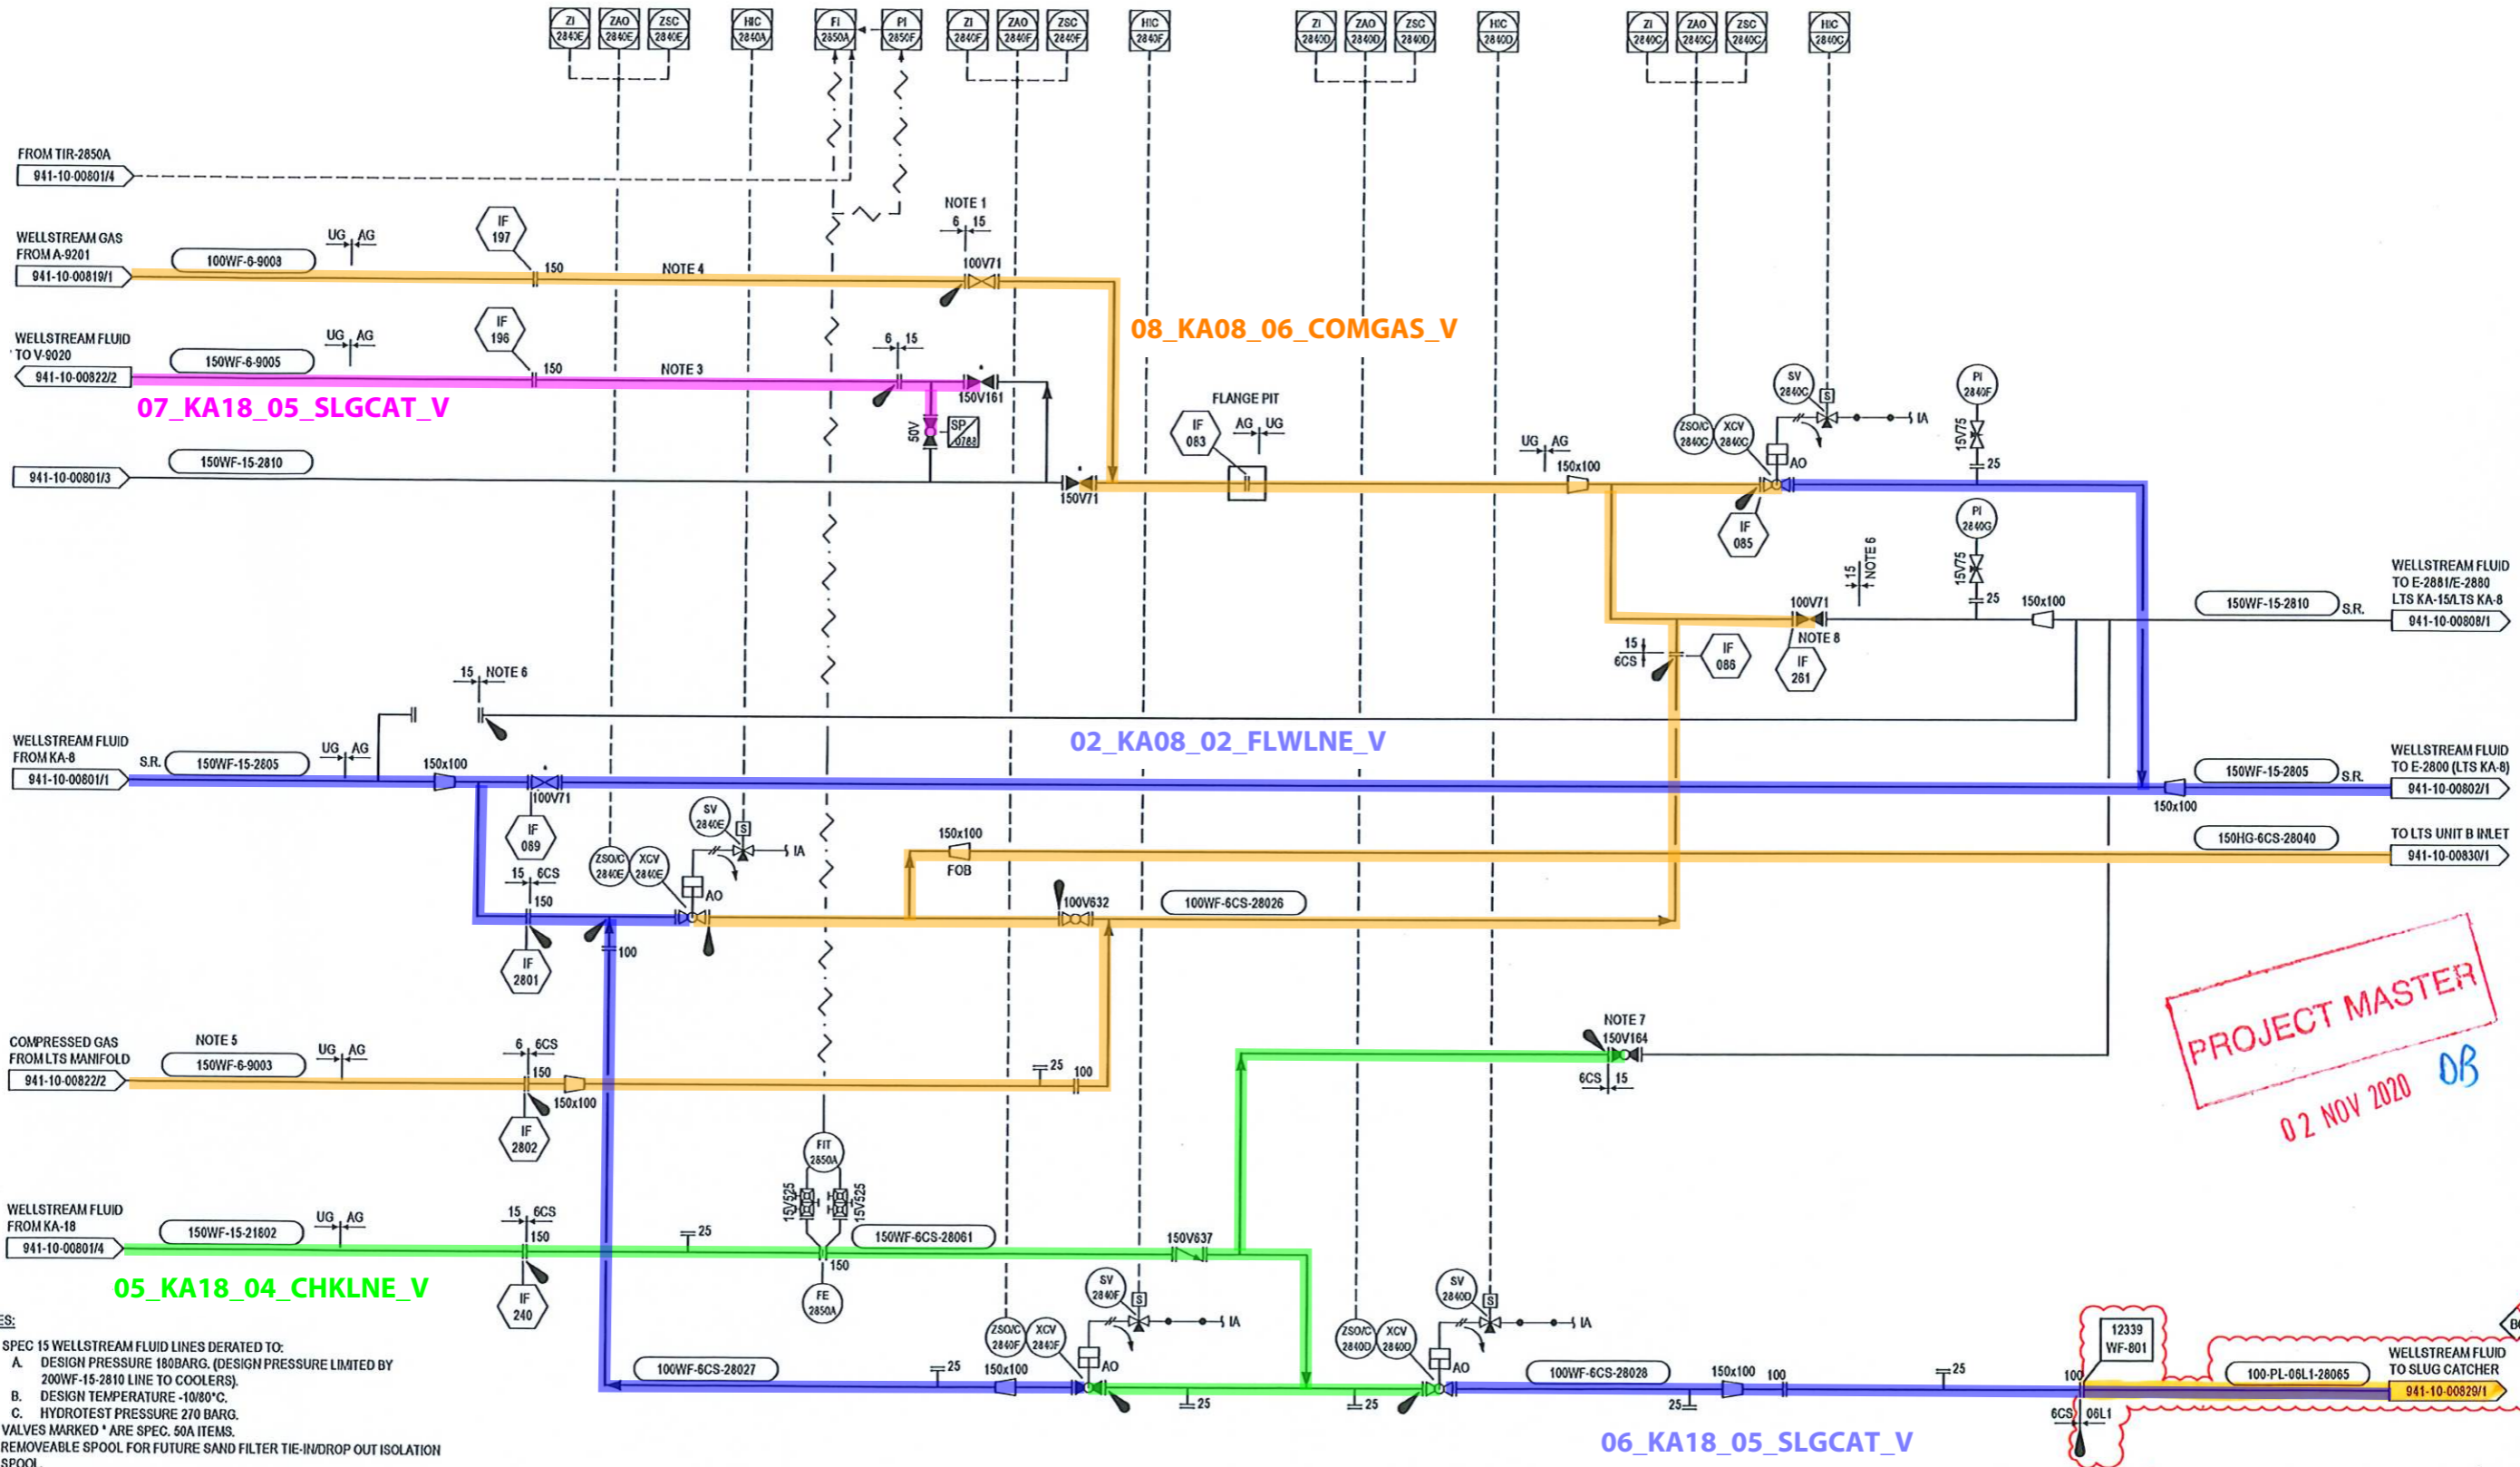 ZI 2840E
ZAO 2840E
ZSC 2840E
HIC 2840A
FI 2850A
PI 2850F
ZI 2840F
ZAO 2840F
ZSC 2840F
HIC 2840F
ZI 2840D
ZAO 2840D
ZSC 2840D
HIC 2840D
ZI 2840C
ZAO 2840C
ZSC 2840C
HIC 2840C
FROM TIR-2850A
941-10-00801/4
NOTE 1
6 15
WELLSTREAM GAS
FROM A-9201
941-10-00819/1
100WF-6-9003
UG AG
IF 197
150
NOTE 4
100V71
08_KA08_06_COMGAS_V
WELLSTREAM FLUID
TO V-9020
941-10-00822/2
150WF-6-9005
UG AG
IF 196
150
NOTE 3
6 15
150V161
07_KA18_05_SLGCAT_V
50V
SP 0788
941-10-00801/3
150WF-15-2810
150V71
FLANGE PIT
IF 083
AG UG
UG AG
150x100
ZSO/C 2840C
XCV 2840C
SV 2840C
S
IA
AO
PI 2840F
15V75
25
IF 085
PI 2840G
15V75
25
15
NOTE 6
100V71
NOTE 8
IF 261
15
6CS
IF 086
150x100
150WF-15-2810
S.R.
WELLSTREAM FLUID
TO E-2881/E-2880
LTS KA-15/LTS KA-8
941-10-00808/1
15 NOTE 6
02_KA08_02_FLWLNE_V
WELLSTREAM FLUID
FROM KA-8
941-10-00801/1
S.R.
150WF-15-2805
UG AG
150x100
100V71
IF 089
150WF-15-2805
S.R.
150x100
WELLSTREAM FLUID
TO E-2800 (LTS KA-8)
941-10-00802/1
15 6CS
150
IF 2801
ZSO/C 2840E
XCV 2840E
SV 2840E
S
IA
AO
100
150x100
FOB
150HG-6CS-28040
TO LTS UNIT B INLET
941-10-00830/1
100V632
100WF-6CS-28026
PROJECT MASTER
02 NOV 2020
DB
COMPRESSED GAS
FROM LTS MANIFOLD
941-10-00822/2
NOTE 5
150WF-6-9003
UG AG
6 6CS
150
150x100
IF 2802
25
100
NOTE 7
150V164
6CS 15
FIT 2850A
15V525
15V525
WELLSTREAM FLUID
FROM KA-18
941-10-00801/4
150WF-15-21802
UG AG
15 6CS
150
IF 240
25
150WF-6CS-28061
150
FE 2850A
150V637
05_KA18_04_CHKLNE_V
100WF-6CS-28027
25
150x100
ZSO/C 2840F
XCV 2840F
SV 2840F
S
IA
AO
25
25
ZSO/C 2840D
XCV 2840D
SV 2840D
S
IA
AO
100WF-6CS-28028
25
150x100
100
25
100
12339
WF-801
6CS 06L1
100-PL-06L1-28065
WELLSTREAM FLUID
TO SLUG CATCHER
941-10-00829/1
06_KA18_05_SLGCAT_V
ES:
SPEC 15 WELLSTREAM FLUID LINES DERATED TO:
A. DESIGN PRESSURE 180BARG. (DESIGN PRESSURE LIMITED BY
200WF-15-2810 LINE TO COOLERS).
B. DESIGN TEMPERATURE -10/80°C.
C. HYDROTEST PRESSURE 270 BARG.
VALVES MARKED * ARE SPEC. 50A ITEMS.
REMOVEABLE SPOOL FOR FUTURE SAND FILTER TIE-IN/DROP OUT ISOLATION
SPOOL.